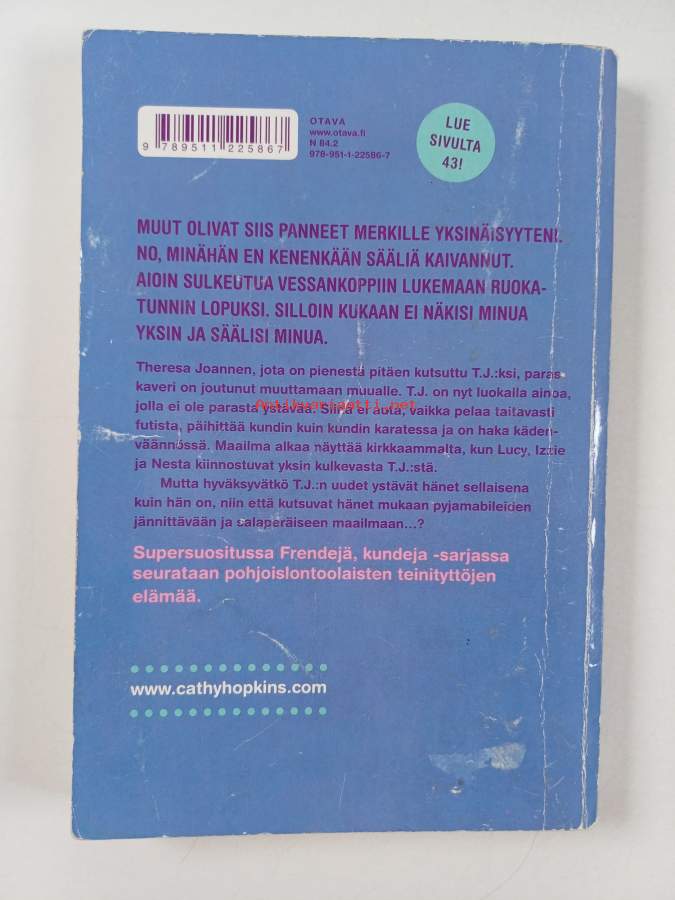 OTAVA
www.otava.fi
N 84.2
978-951-1-22586-7
9 789511 225867
LUE
SIVULTA
43!
MUUT OLIVAT SIIS PANNEET MERKILLE YKSINÄISYYTENI.
NO, MINÄHÄN EN KENENKÄÄN SÄÄLIÄ KAIVANNUT.
AIOIN SULKEUTUA VESSANKOPPIIN LUKEMAAN RUOKA-
TUNNIN LOPUKSI. SILLOIN KUKAAN EI NÄKISI MINUA
YKSIN JA SÄÄLISI MINUA.
Theresa Joannen, jota on pienestä pitäen kutsuttu T.J.:ksi, paras
kaveri on joutunut muuttamaan muualle. T.J. on nyt luokalla ainoa,
jolla ei ole parasta ystävää. Siinä ei auta, vaikka pelaa taitavasti
Antikvariaatti.net
futista, päihittää kundin kuin kundin karatessa ja on haka käden-
väännössä. Maailma alkaa näyttää kirkkaammalta, kun Lucy, Izzie
ja Nesta kiinnostuvat yksin kulkevasta T.J.:stä.
Mutta hyväksyvätkö T.J.:n uudet ystävät hänet sellaisena
kuin hän on, niin että kutsuvat hänet mukaan pyjamabileiden
jännittävään ja salaperäiseen maailmaan...?
Supersuositussa Frendejä, kundeja -sarjassa
seurataan pohjoislontoolaisten teinityttöjen
elämää.
www.cathyhopkins.com